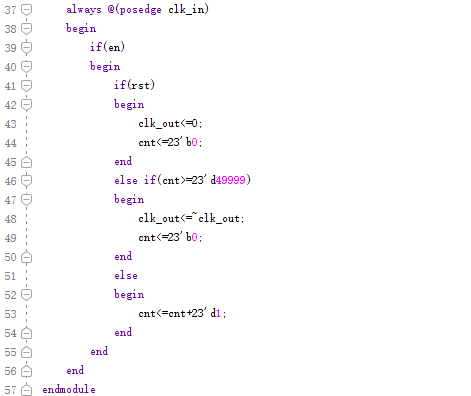 37 always @(posedge clk_in)
38 begin
39 if(en)
40 begin
41 if(rst)
42 begin
43 clk_out<=0;
44 cnt<=23'b0;
45 end
46 else if(cnt>=23'd49999)
47 begin
48 clk_out<=~clk_out;
49 cnt<=23'b0;
50 end
51 else
52 begin
53 cnt<=cnt+23'd1;
54 end
55 end
56 end
57 endmodule